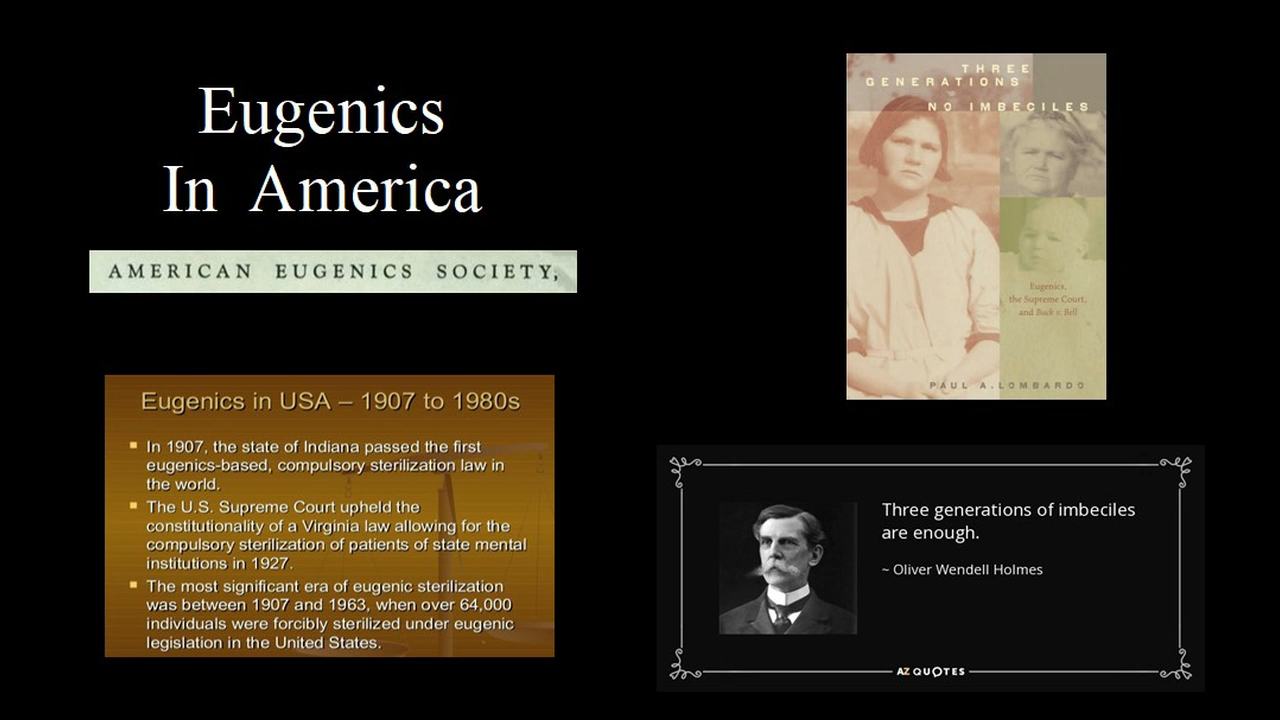 Eugenics
In America
AMERICAN EUGENICS SOCIETY,
Eugenics in USA – 1907 to 1980s
In 1907, the state of Indiana passed the first
eugenics-based, compulsory sterilization law in
the world.
The U.S. Supreme Court upheld the
constitutionality of a Virginia law allowing for the
compulsory sterilization of patients of state mental
institutions in 1927.
The most significant era of eugenic sterilization
was between 1907 and 1963, when over 64,000
individuals were forcibly sterilized under eugenic
legislation in the United States.
THREE
GENERATIONS
NO IMBECILES
Eugenics,
the Supreme Court,
and Buck v. Bell
PAUL A. LOMBARDO
Three generations of imbeciles
are enough.
~ Oliver Wendell Holmes
AZ QUOTES